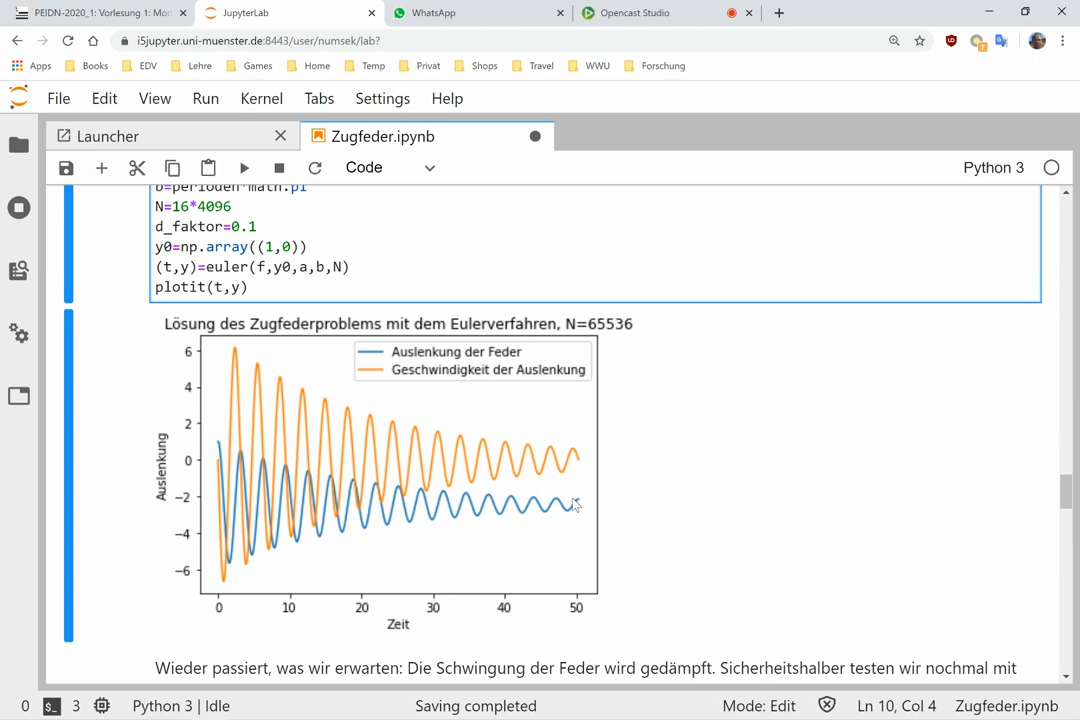 PEIDN-2020_1: Vorlesung 1: Mod
JupyterLab
WhatsApp
Opencast Studio
i5jupyter.uni-muenster.de:8443/user/numsek/lab?
Apps Books EDV Lehre Games Home Temp Privat Shops Travel WWU Forschung
File Edit View Run Kernel Tabs Settings Help
Launcher
Zugfeder.ipynb
Code
Python 3
b=perioden*math.pi
N=16*4096
d_faktor=0.1
y0=np.array((1,0))
(t,y)=euler(f,y0,a,b,N)
plotit(t,y)
Lösung des Zugfederproblems mit dem Eulerverfahren, N=65536
Auslenkung der Feder
Geschwindigkeit der Auslenkung
Auslenkung
6
4
2
0
−2
−4
−6
0 10 20 30 40 50
Zeit
Wieder passiert, was wir erwarten: Die Schwingung der Feder wird gedämpft. Sicherheitshalber testen wir nochmal mit
0 $_ 3 Python 3 | Idle Saving completed Mode: Edit Ln 10, Col 4 Zugfeder.ipynb